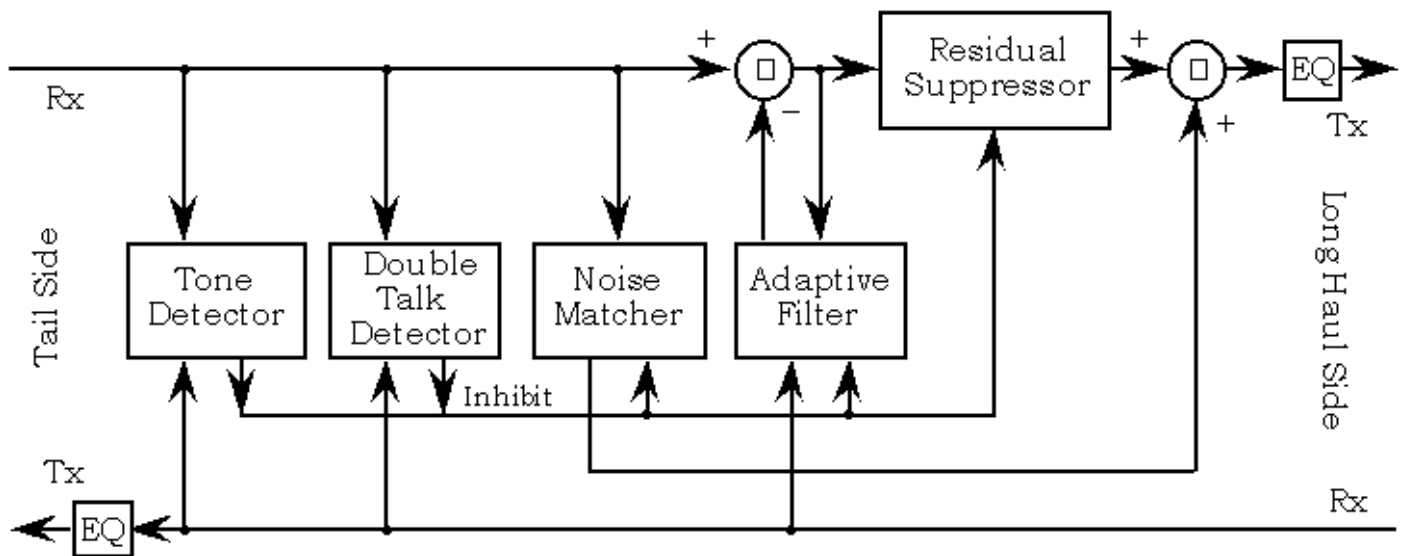 +
+
Residual
Suppressor
EQ
Rx
-
+
Tx
Tail Side
Tone
Detector
Double
Talk
Detector
Noise
Matcher
Adaptive
Filter
Long Haul Side
Inhibit
Tx
EQ
Rx